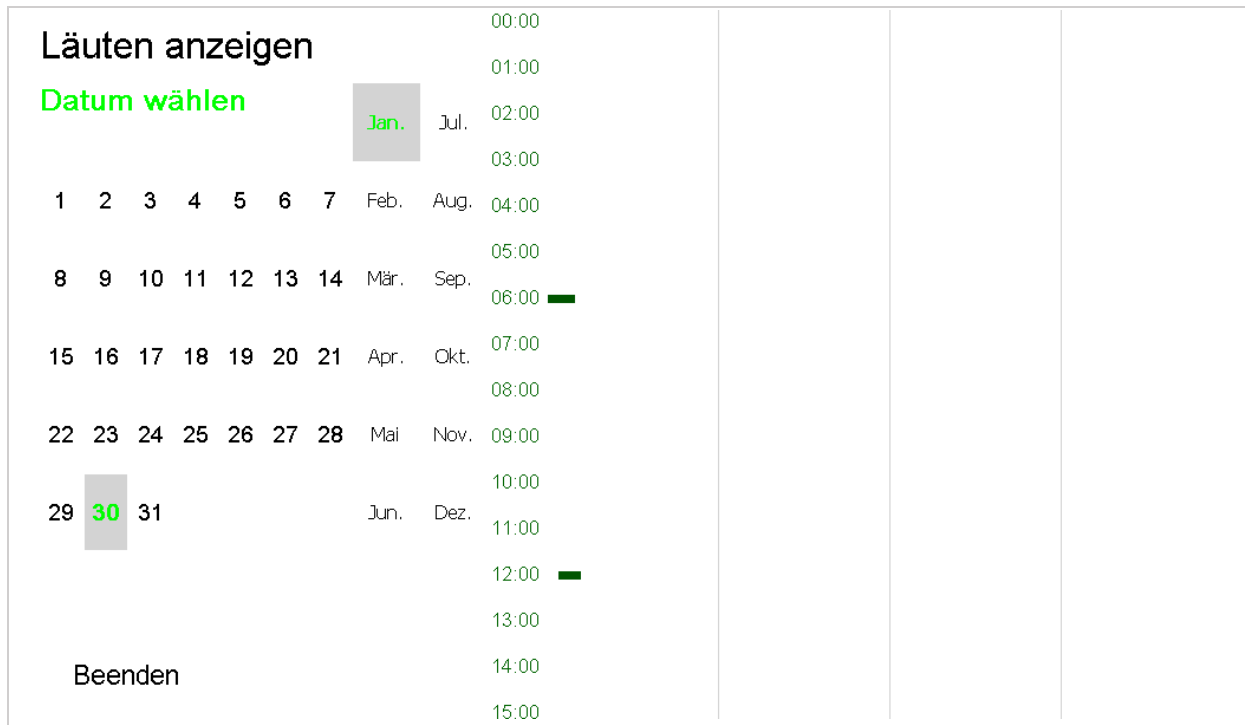 Läuten anzeigen
Datum wählen
Jan. Jul.
1 2 3 4 5 6 7 Feb. Aug.
8 9 10 11 12 13 14 Mär. Sep.
15 16 17 18 19 20 21 Apr. Okt.
22 23 24 25 26 27 28 Mai Nov.
29 30 31 Jun. Dez.
Beenden
00:00
01:00
02:00
03:00
04:00
05:00
06:00
07:00
08:00
09:00
10:00
11:00
12:00
13:00
14:00
15:00